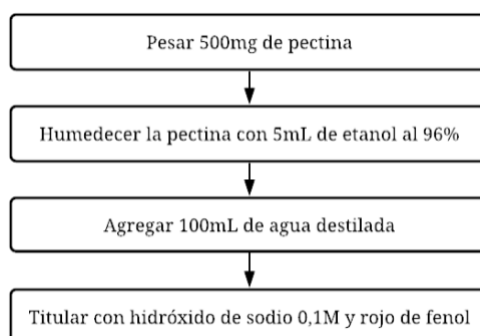 Pesar 500mg de pectina
Humedecer la pectina con 5mL de etanol al 96%
Agregar 100mL de agua destilada
Titular con hidróxido de sodio 0,1M y rojo de fenol